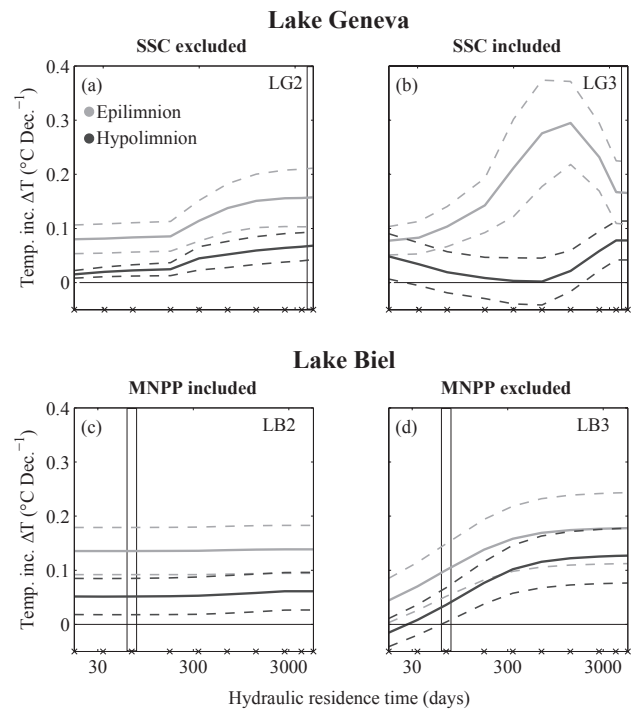 Lake Geneva
SSC excluded
SSC included
Temp. inc. ΔT (°C Dec.⁻¹)
0.4
0.3
0.2
0.1
0
(a)
LG2
Epilimnion
Hypolimnion
(b)
LG3
Lake Biel
MNPP included
MNPP excluded
Temp. inc. ΔT (°C Dec.⁻¹)
0.4
0.3
0.2
0.1
0
(c)
LB2
(d)
LB3
30 300 3000 30 300 3000
Hydraulic residence time (days)